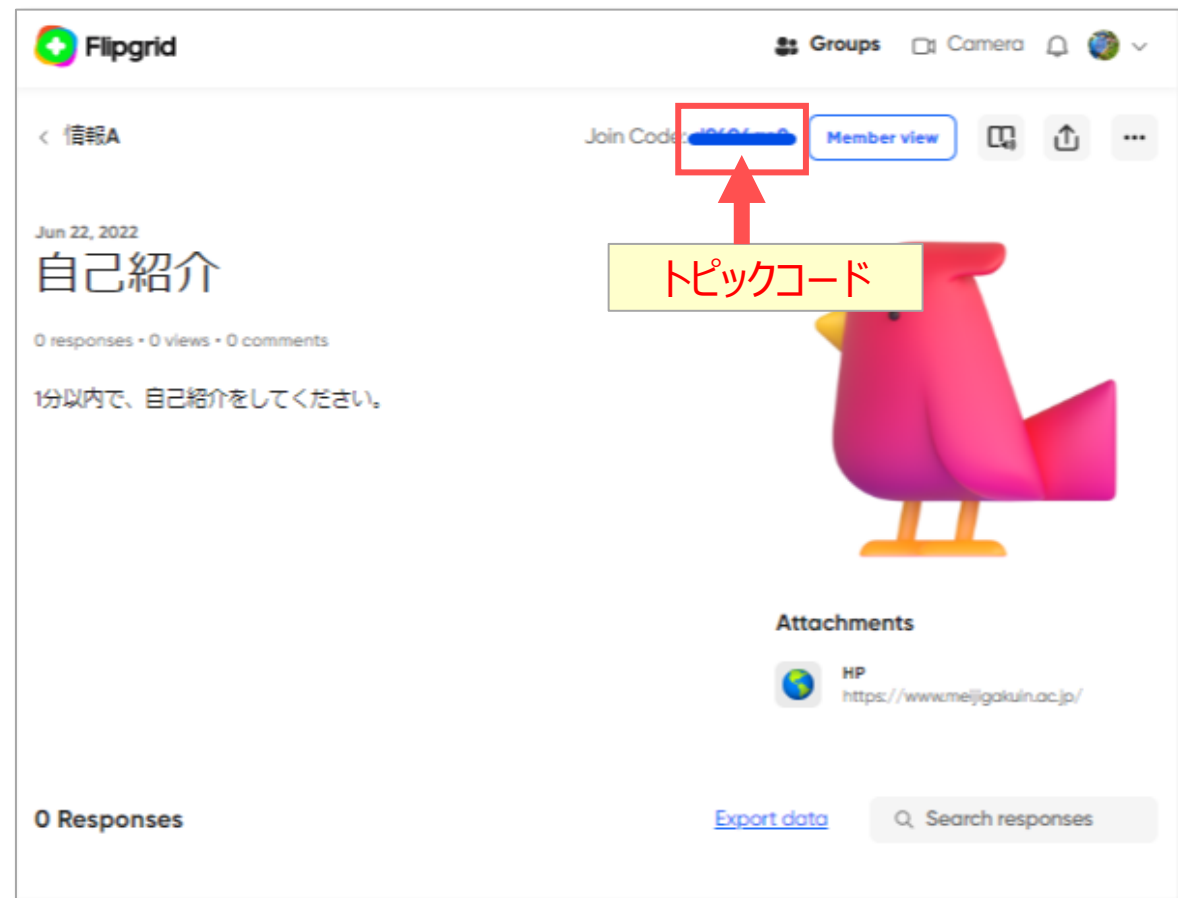 Flipgrid
Groups
Camera
情報A
Join Code:
Member view
トピックコード
Jun 22, 2022
自己紹介
0 responses • 0 views • 0 comments
1分以内で、自己紹介をしてください。
Attachments
HP
https://www.meijigakuin.ac.jp/
0 Responses
Export data
Search responses